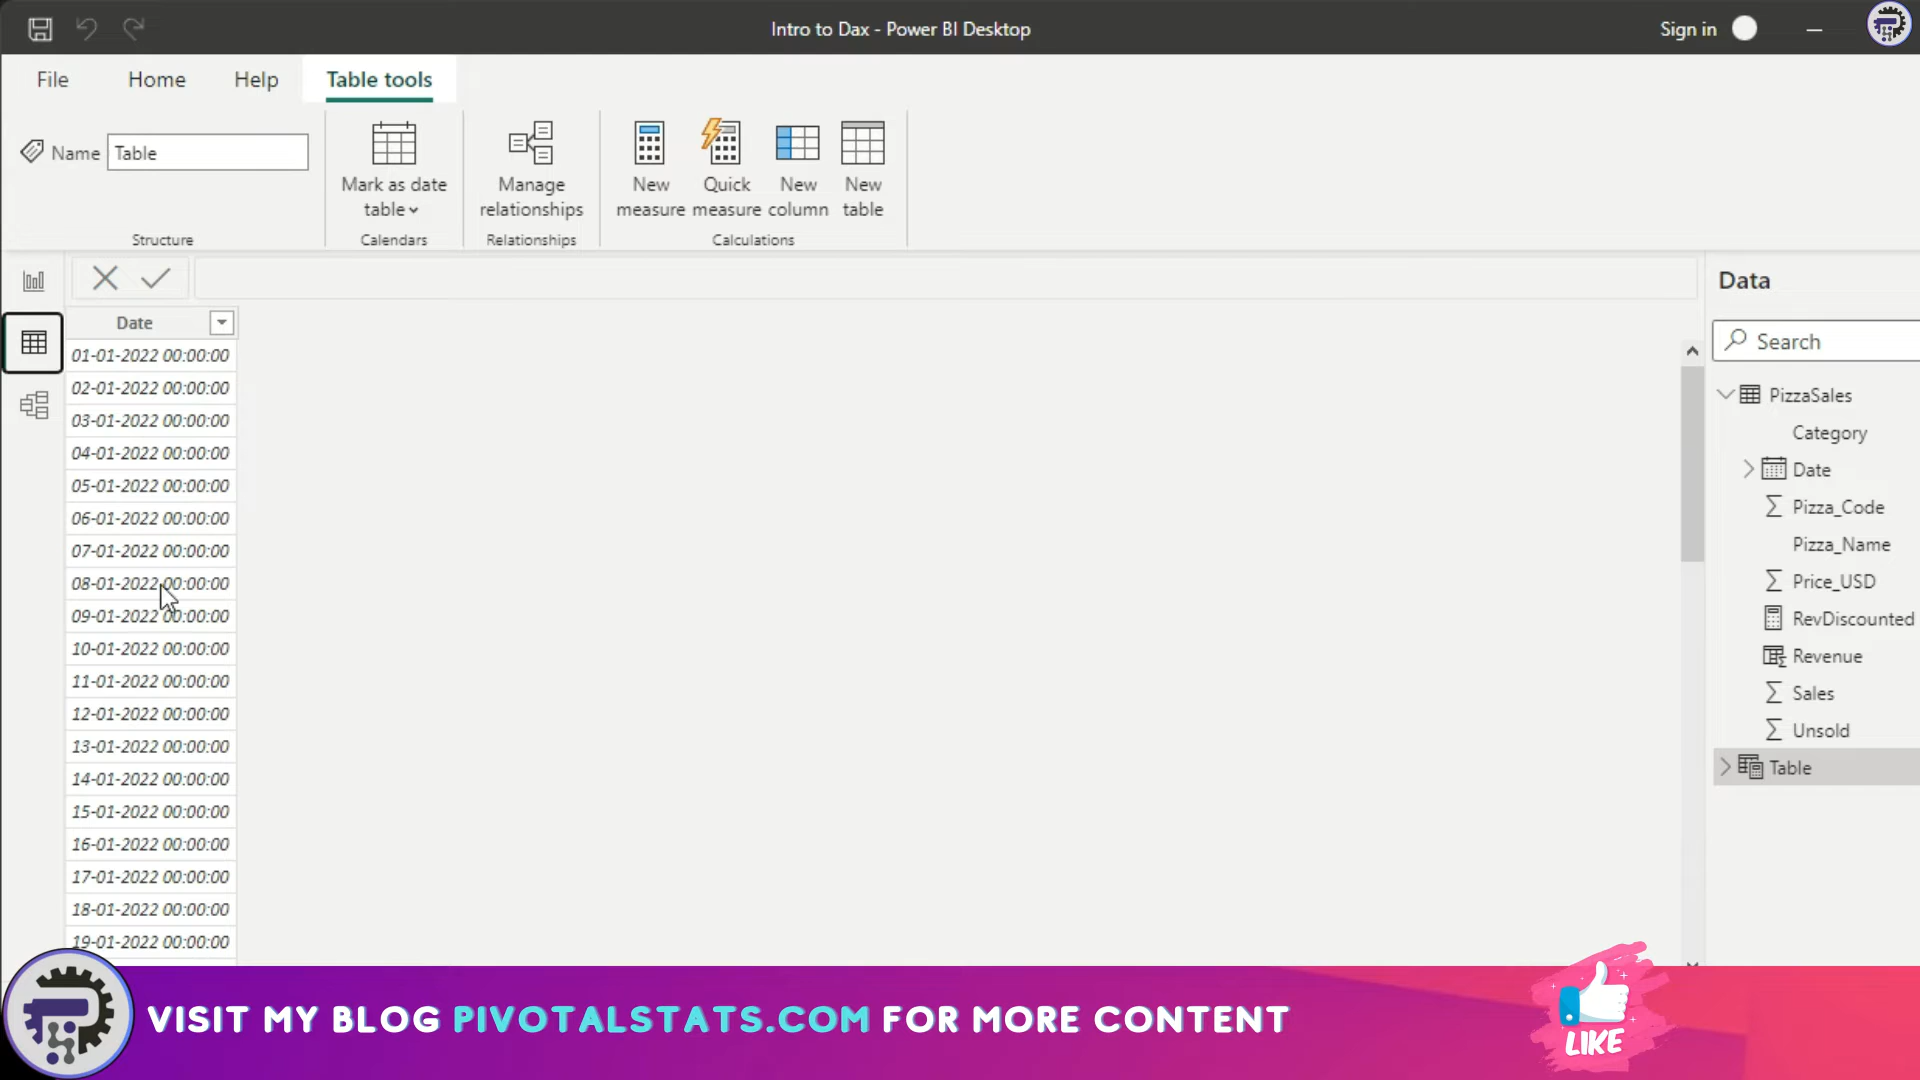 Intro to Dax - Power BI Desktop
Sign in
File
Home
Help
Table tools
Name
Table
Structure
Mark as date
table
Calendars
Manage
relationships
Relationships
New
measure
Quick
measure
New
column
New
table
Calculations
Date
01-01-2022 00:00:00
02-01-2022 00:00:00
03-01-2022 00:00:00
04-01-2022 00:00:00
05-01-2022 00:00:00
06-01-2022 00:00:00
07-01-2022 00:00:00
08-01-2022 00:00:00
09-01-2022 00:00:00
10-01-2022 00:00:00
11-01-2022 00:00:00
12-01-2022 00:00:00
13-01-2022 00:00:00
14-01-2022 00:00:00
15-01-2022 00:00:00
16-01-2022 00:00:00
17-01-2022 00:00:00
18-01-2022 00:00:00
19-01-2022 00:00:00
Data
Search
PizzaSales
Category
Date
Pizza_Code
Pizza_Name
Price_USD
RevDiscounted
Revenue
Sales
Unsold
Table
VISIT MY BLOG PIVOTALSTATS.COM FOR MORE CONTENT
LIKE